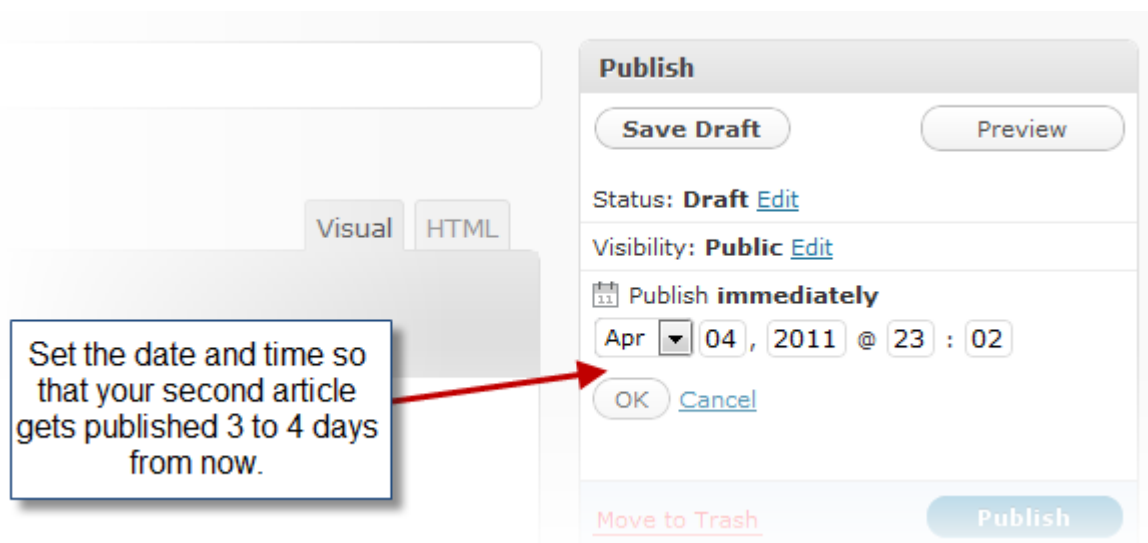 Publish
Save Draft
Preview
Status: Draft Edit
Visual
HTML
Visibility: Public Edit
11
Publish immediately
Apr 04 , 2011 @ 23 : 02
OK Cancel
Set the date and time so
that your second article
gets published 3 to 4 days
from now.
Move to Trash
Publish